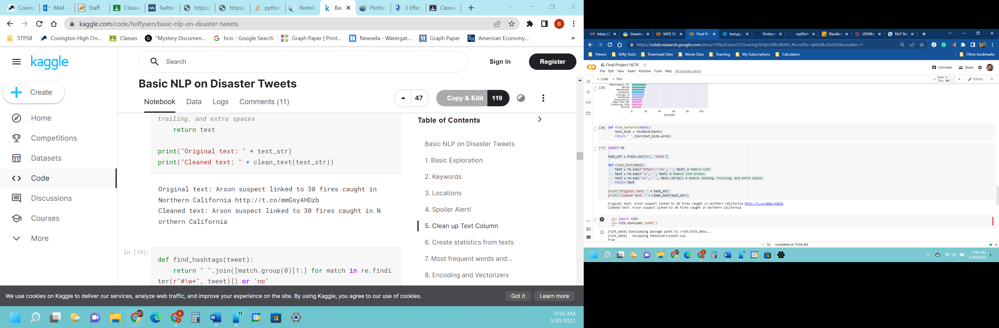 Coving
Mail - E
Staff
Classw
tds Twitter
https:/
https:/
python
Notebo
k Bas
Plotting
3 Effec
Classw
kaggle.com/code/holfyuen/basic-nlp-on-disaster-tweets
B
STPSB
Covington High On...
Classes
"Mystery Documen...
hcis - Google Search
Graph Paper | Print...
Newsela - Watergat...
Graph Paper
American Economy...
»
kaggle
Search
Sign In
Register
Create
Home
Competitions
Datasets
Code
Discussions
Courses
More
Basic NLP on Disaster Tweets
Notebook Data Logs Comments (11)
47
Copy & Edit 119
trailing, and extra spaces
return text
print("Original text: " + test_str)
print("Cleaned text: " + clean_text(test_str))
Original text: Arson suspect linked to 30 fires caught in
Northern California http://t.co/mmGsyAHDzb
Cleaned text: Arson suspect linked to 30 fires caught in N
orthern California
In [19]:
def find_hashtags(tweet):
return " ".join([match.group(0)[1:] for match in re.findi
ter(r"#\w+", tweet)]) or 'no'
Table of Contents
Basic NLP on Disaster Tweets
1. Basic Exploration
2. Keywords
3. Locations
4. Spoiler Alert!
5. Clean up Text Column
6. Create statistics from texts
7. Most frequent words and...
8. Encoding and Vectorizers
We use cookies on Kaggle to deliver our services, analyze web traffic, and improve your experience on the site. By using Kaggle, you agree to our use of cookies.
Got it
Learn more
11
31
11:00 AM
3/30/2022
Inbox (2
Gramma
MDS 56
Final Pro
text.py |
Elmhurs
myElmh
Blackbo
USIIWor
NLP Ste
https://colab.research.google.com/drive/1D9pAOyovzTCGoeUvgYbYqU3XBcWiXXi_#scrollTo=ql4d3Bc2hxDO&uniqifier=1
Fitness
Nifty Tools
Download Sites
Movie Sites
Teaching
My Subscriptions
Calculators
Other bookmarks
Final Project NLTK
File Edit View Insert Runtime Tools Help All changes saved
Comment
Share
+ Code + Text
RAM
Disk
Editing
[29]
Washington, DC
Kenya
Worldwide
Australia
Chicago, IL
California
Everywhere
New York, NY
California, USA
Florida
0 20 40 60 80 100
location
[30] def form_sentence(texts):
text_blob = TextBlob(texts)
return ' '.join(text_blob.words)
[77] import re
test_str = train.loc[417, 'texts']
def clean_text(text):
text = re.sub(r'https?://\S+', '', text) # Remove link
text = re.sub(r'\n',' ', text) # Remove line breaks
text = re.sub('\s+', ' ', text).strip() # Remove leading, trailing, and extra spaces
return text
print("Original text: " + test_str)
print("Cleaned text: " + clean_text(test_str))
Original text: Arson suspect linked to 30 fires caught in Northern California http://t.co/mmGsyAHDzb
Cleaned text: Arson suspect linked to 30 fires caught in Northern California
>>> import nltk
>>> nltk.download('punkt')
[nltk_data] Downloading package punkt to /root/nltk_data...
[nltk_data] Unzipping tokenizers/punkt.zip.
True
0s completed at 10:54 AM
11
31
11:00 AM
3/30/2022
6